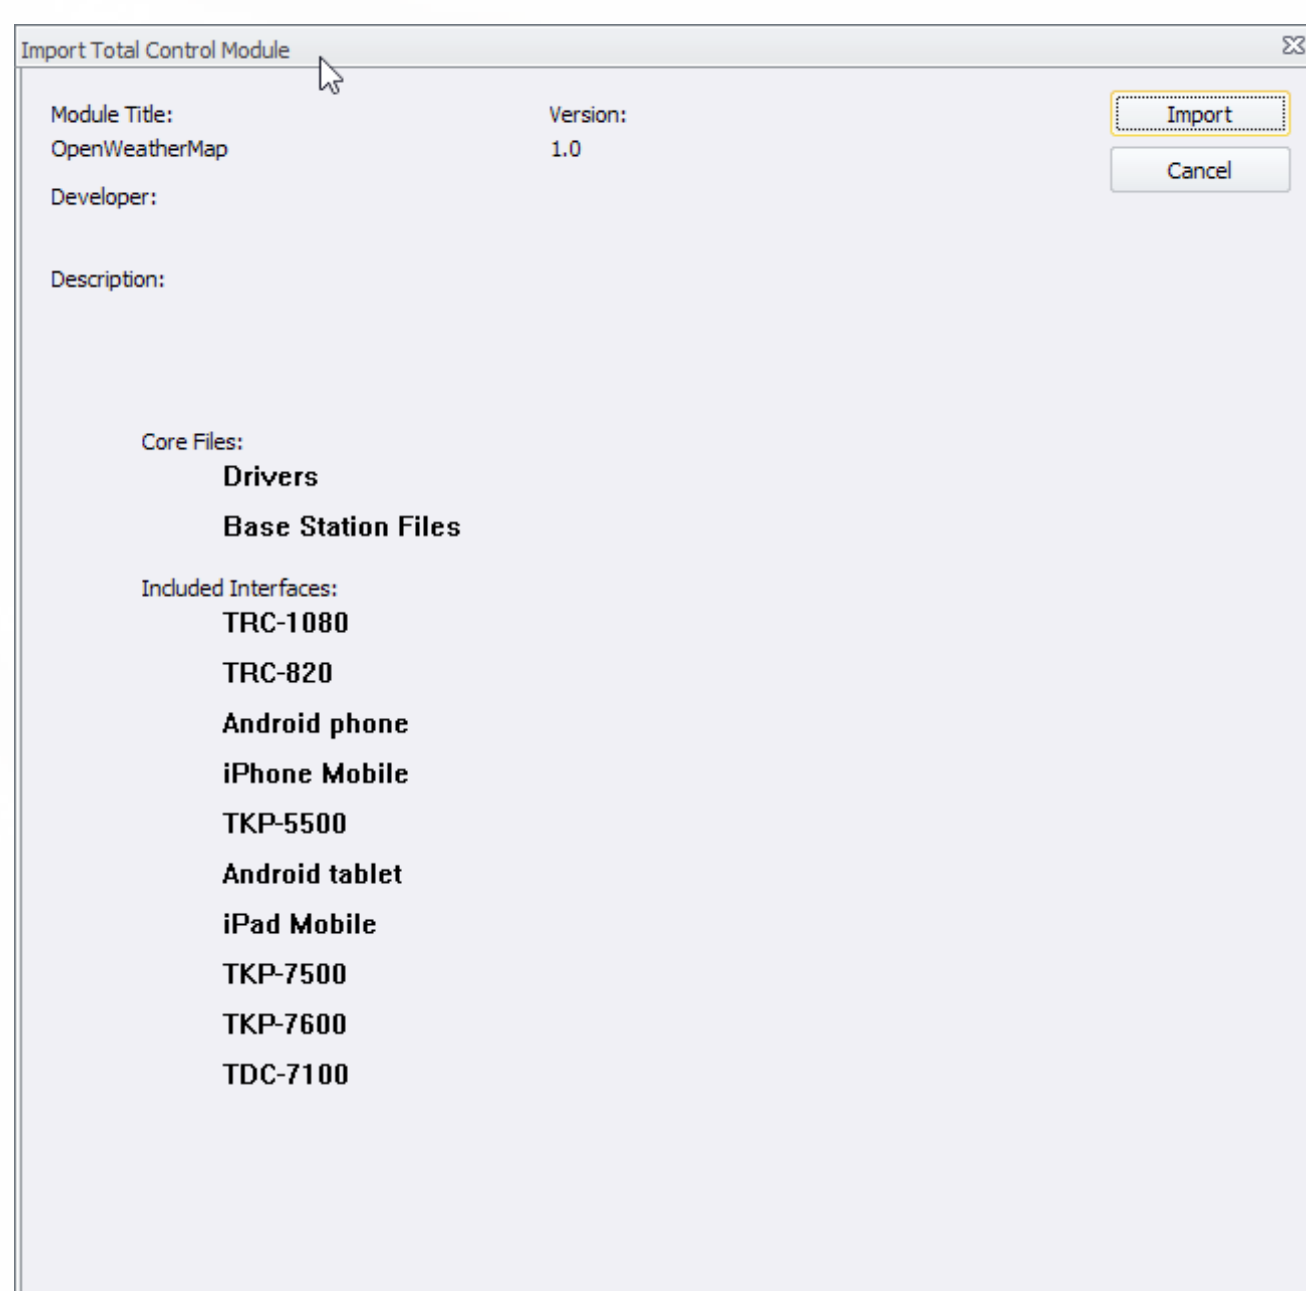 Import Total Control Module
Module Title:
Version:
Import
OpenWeatherMap
1.0
Cancel
Developer:
Description:
Core Files:
Drivers
Base Station Files
Included Interfaces:
TRC-1080
TRC-820
Android phone
iPhone Mobile
TKP-5500
Android tablet
iPad Mobile
TKP-7500
TKP-7600
TDC-7100